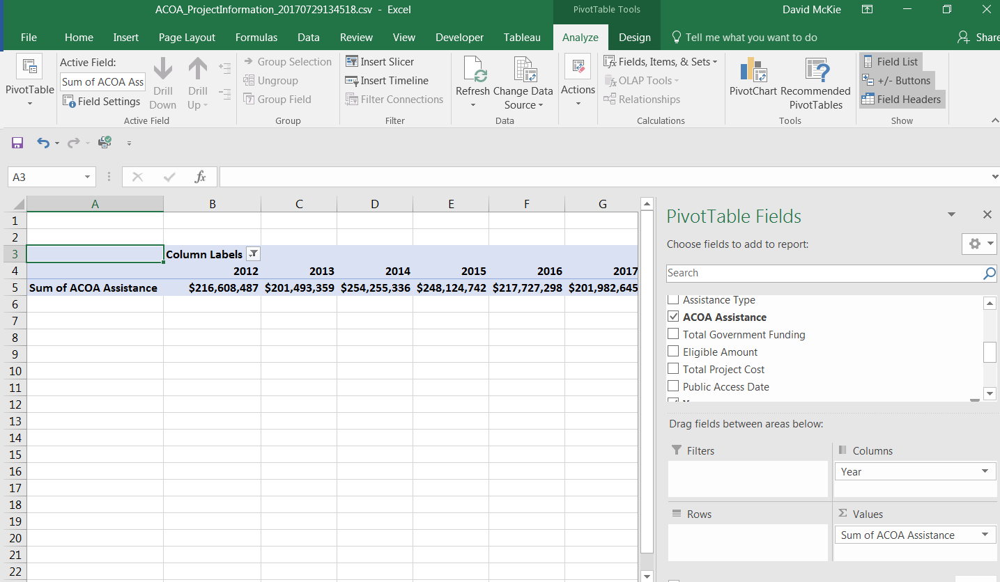 ACOA_ProjectInformation_20170729134518.csv - Excel
PivotTable Tools
David McKie
File Home Insert Page Layout Formulas Data Review View Developer Tableau Analyze Design Tell me what you want to do Share
PivotTable
Active Field:
Sum of ACOA Ass
Field Settings
Drill
Down
Drill
Up
Active Field
Group Selection
Ungroup
7 Group Field
Group
Insert Slicer
Insert Timeline
Filter Connections
Filter
Refresh
Change Data
Source
Data
Actions
fx Fields, Items, & Sets
fx OLAP Tools
Relationships
Calculations
PivotChart
Recommended
PivotTables
Tools
Field List
+/- Buttons
Field Headers
Show
A3
fx
A B C D E F G
1
2
3 Column Labels
4 2012 2013 2014 2015 2016 2017
5 Sum of ACOA Assistance $216,608,487 $201,493,359 $254,255,336 $248,124,742 $217,727,298 $201,982,645
6
7
8
9
10
11
12
13
14
15
16
17
18
19
20
21
22
PivotTable Fields
Choose fields to add to report:
Search
Assistance Type
ACOA Assistance
Total Government Funding
Eligible Amount
Total Project Cost
Public Access Date
Drag fields between areas below:
Filters
Columns
Year
Rows
Σ Values
Sum of ACOA Assistance